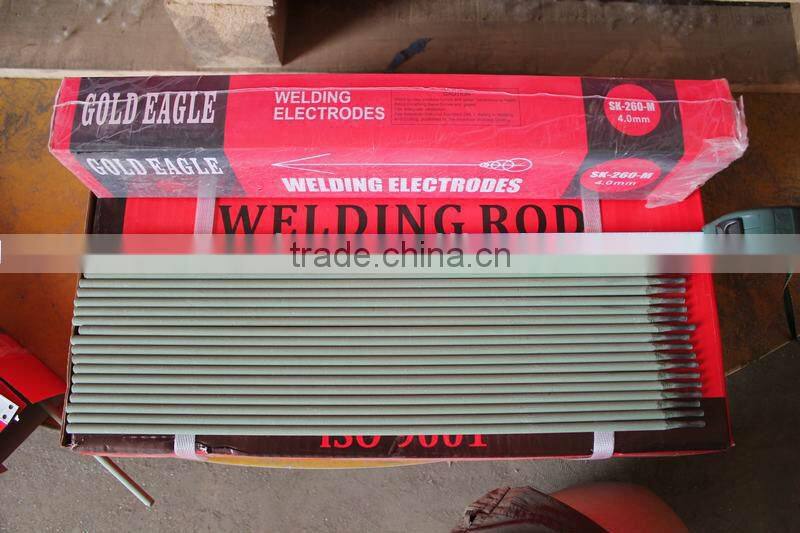 GOLD EAGLE
WELDING
ELECTRODES
CAUTION
SK-260-M
4.0mm
GOLD EAGLE
WELDING ELECTRODES
SK-260-M
4.0mm
WELDING ROD
trade.china.cn
ISO 9001